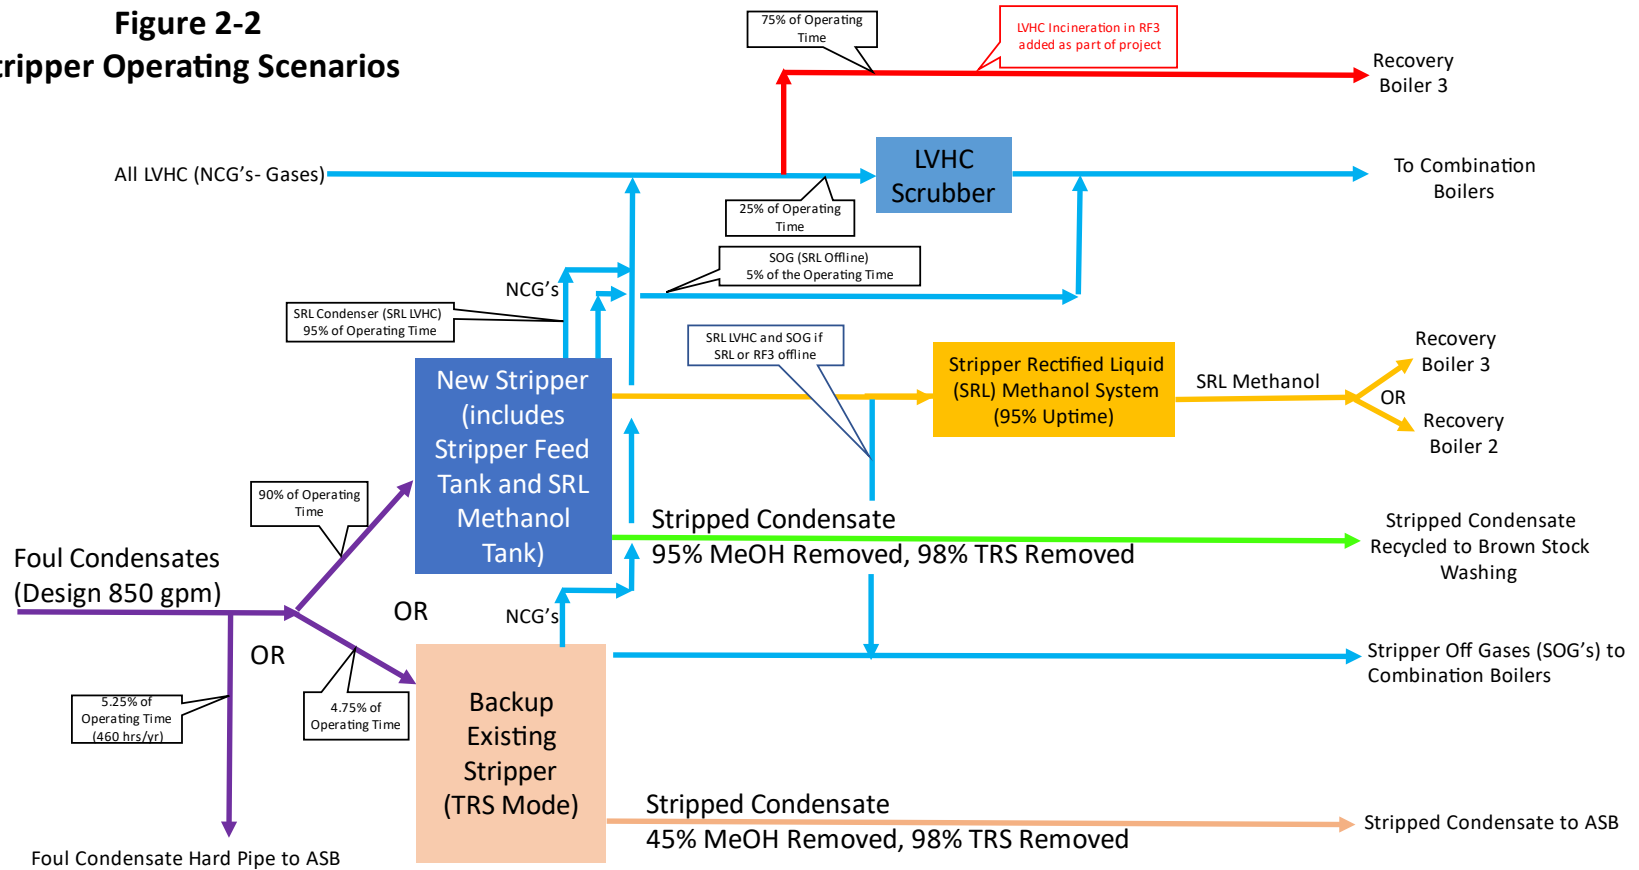 Figure 2-2
tripper Operating Scenarios
75% of Operating
Time
LVHC Incineration in RF3
added as part of project
Recovery
Boiler 3
All LVHC (NCG's- Gases)
LVHC
Scrubber
To Combination
Boilers
25% of Operating
Time
SOG (SRL Offline)
5% of the Operating Time
NCG's
SRL Condenser (SRL LVHC)
95% of Operating Time
SRL LVHC and SOG if
SRL or RF3 offline
New Stripper
(includes
Stripper Feed
Tank and SRL
Methanol
Tank)
Stripper Rectified Liquid
(SRL) Methanol System
(95% Uptime)
SRL Methanol
Recovery
Boiler 3
OR
Recovery
Boiler 2
90% of Operating
Time
Stripped Condensate
95% MeOH Removed, 98% TRS Removed
Stripped Condensate
Recycled to Brown Stock
Washing
Foul Condensates
(Design 850 gpm)
OR
NCG's
OR
Stripper Off Gases (SOG's) to
Combination Boilers
5.25% of
Operating Time
(460 hrs/yr)
4.75% of
Operating Time
Backup
Existing
Stripper
(TRS Mode)
Stripped Condensate
45% MeOH Removed, 98% TRS Removed
Stripped Condensate to ASB
Foul Condensate Hard Pipe to ASB